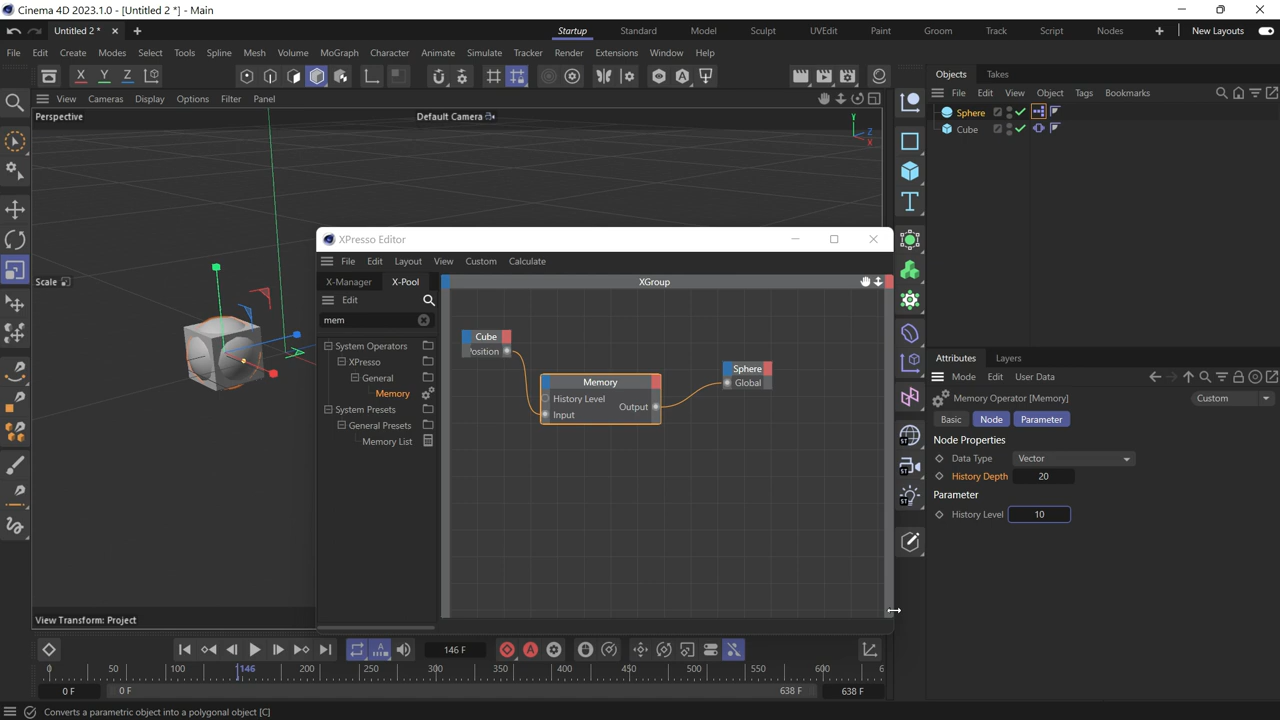 Cinema 4D 2023.1.0 - [Untitled 2 *] - Main
Untitled 2 *
Startup Standard Model Sculpt UVEdit Paint Groom Track Script Nodes New Layouts
File Edit Create Modes Select Tools Spline Mesh Volume MoGraph Character Animate Simulate Tracker Render Extensions Window Help
X Y Z
View Cameras Display Options Filter Panel
Perspective
Default Camera
Y
Z
X
Scale
View Transform: Project
XPresso Editor
File Edit Layout View Custom Calculate
X-Manager X-Pool
Edit
mem
System Operators
XPresso
General
Memory
System Presets
General Presets
Memory List
XGroup
Cube
osition
Memory
History Level
Input
Output
Sphere
Global
Objects Takes
File Edit View Object Tags Bookmarks
Sphere
Cube
Attributes Layers
Mode Edit User Data
Memory Operator [Memory]
Custom
Basic Node Parameter
Node Properties
Data Type Vector
History Depth 20
Parameter
History Level 10
T
ST
ST
ST
146 F
0 50 100 146 200 250 300 350 400 450 500 550 600 6
0 F 0 F 638 F 638 F
Converts a parametric object into a polygonal object [C]